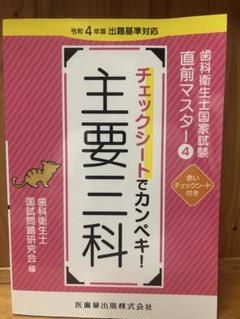 令和4年版 出題基準対応
歯科衛生士国家試験
直前マスター④
チェックシートでカンペキ!
主要三科
赤い
チェックシート
付き
歯科衛生士
国試問題研究会 編
医歯薬出版株式会社